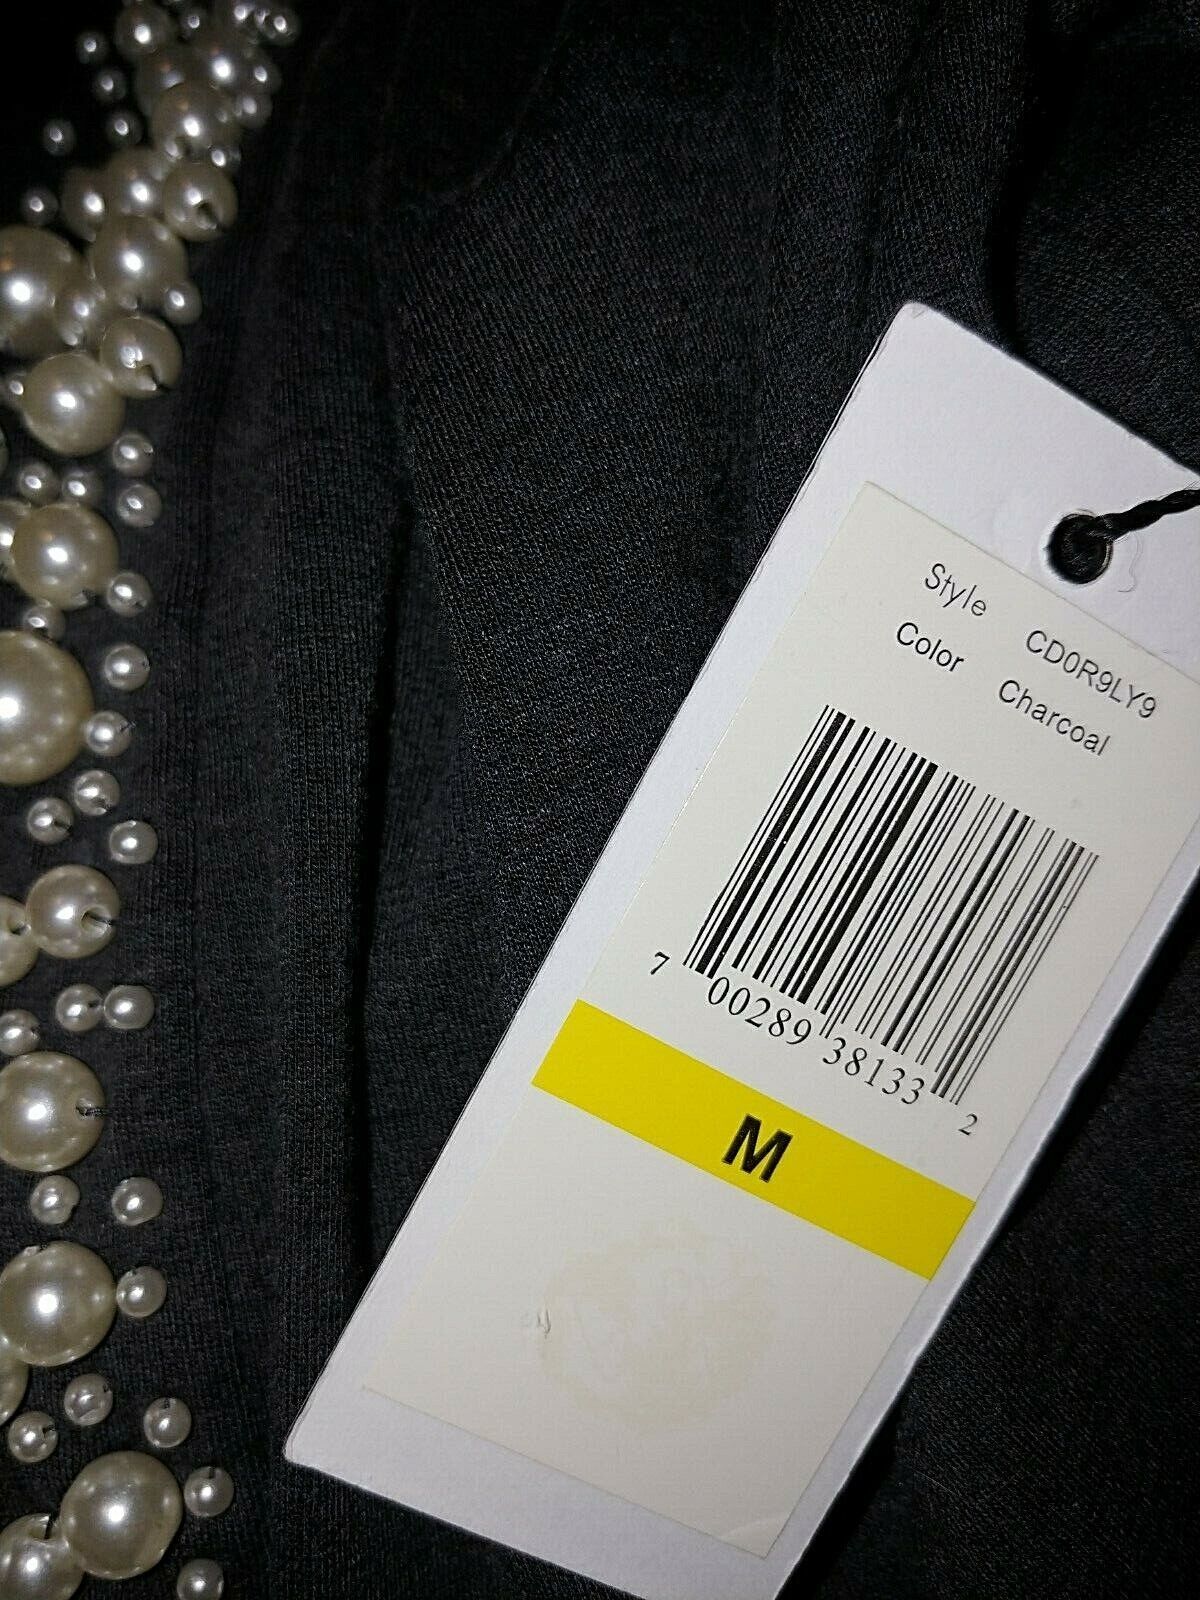 Style CD0R9LY9
Color Charcoal
7 00289 38133 2
M